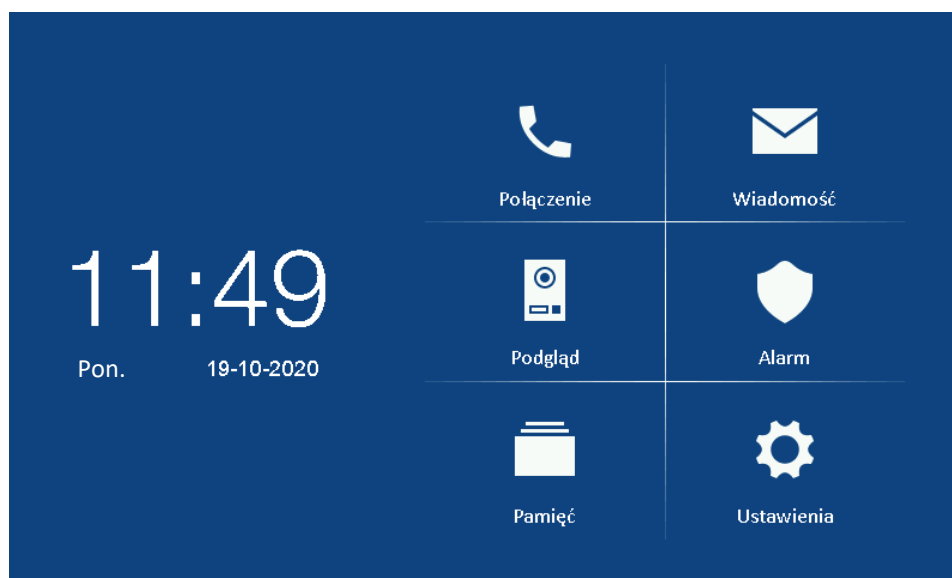 11:49
Pon. 19-10-2020
Połączenie
Wiadomość
Podgląd
Alarm
Pamięć
Ustawienia